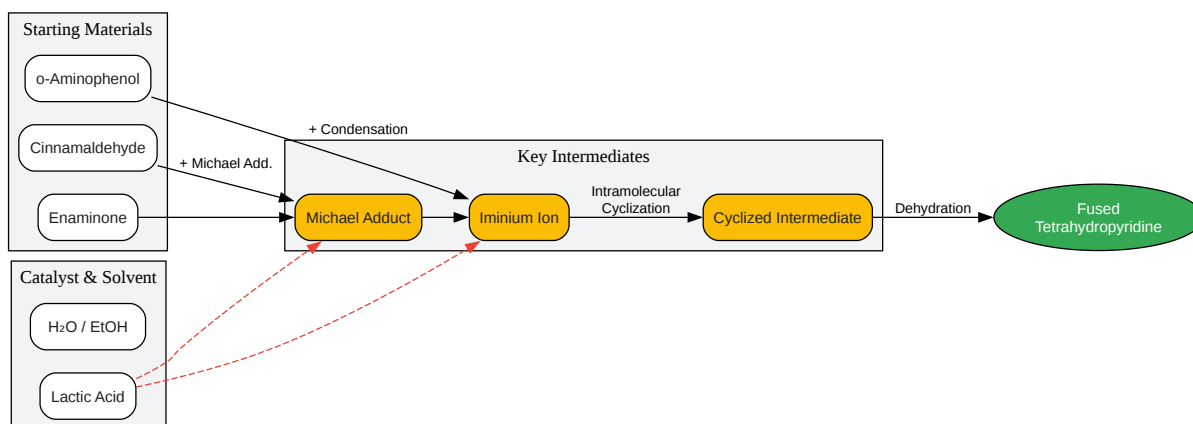 Starting Materials
o-Aminophenol
Cinnamaldehyde
Enaminone
+ Condensation
+ Michael Add.
Key Intermediates
Michael Adduct
Iminium Ion
Intramolecular
Cyclization
Cyclized Intermediate
Dehydration
Fused
Tetrahydropyridine
Catalyst & Solvent
H₂O / EtOH
Lactic Acid